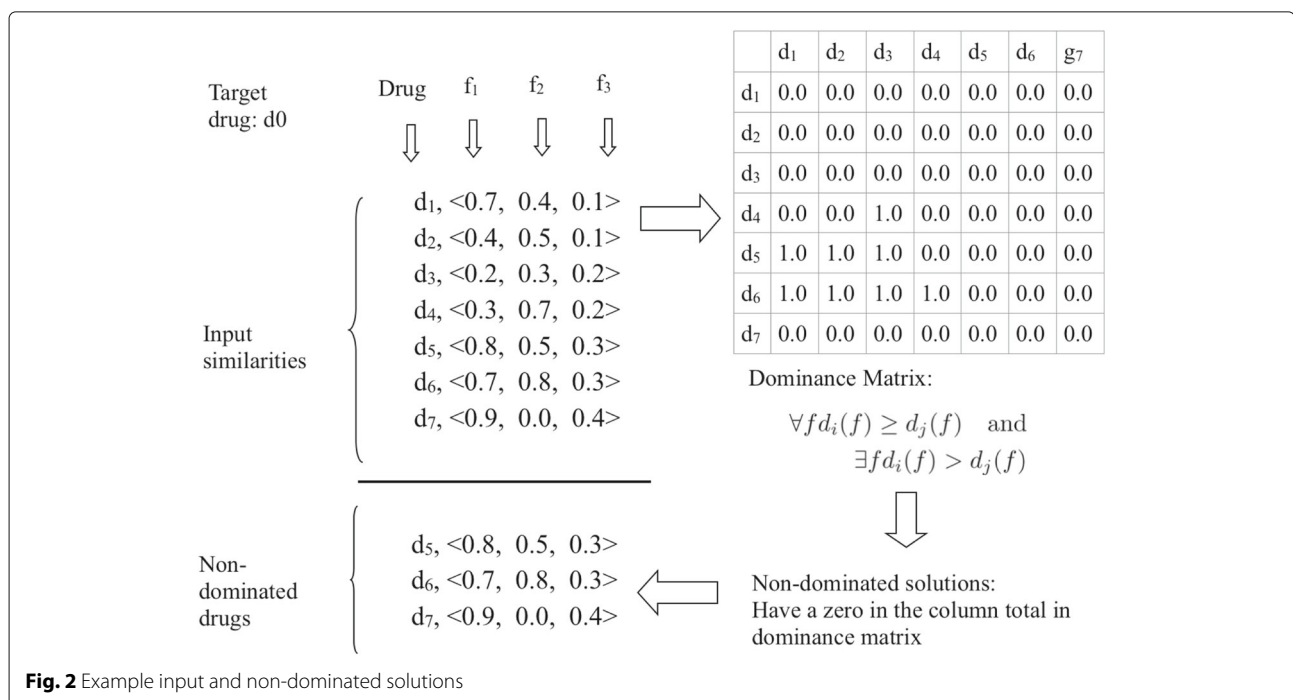 Target
drug: d0
Drug f₁ f₂ f₃
Input
similarities
d₁, <0.7, 0.4, 0.1>
d₂, <0.4, 0.5, 0.1>
d₃, <0.2, 0.3, 0.2>
d₄, <0.3, 0.7, 0.2>
d₅, <0.8, 0.5, 0.3>
d₆, <0.7, 0.8, 0.3>
d₇, <0.9, 0.0, 0.4>
d₁ d₂ d₃ d₄ d₅ d₆ g₇
d₁ 0.0 0.0 0.0 0.0 0.0 0.0 0.0
d₂ 0.0 0.0 0.0 0.0 0.0 0.0 0.0
d₃ 0.0 0.0 0.0 0.0 0.0 0.0 0.0
d₄ 0.0 0.0 1.0 0.0 0.0 0.0 0.0
d₅ 1.0 1.0 1.0 0.0 0.0 0.0 0.0
d₆ 1.0 1.0 1.0 1.0 0.0 0.0 0.0
d₇ 0.0 0.0 0.0 0.0 0.0 0.0 0.0
Dominance Matrix:
∀fdᵢ(f) ≥ dⱼ(f) and
∃fdᵢ(f) > dⱼ(f)
Non-dominated solutions:
Have a zero in the column total in
dominance matrix
Non-
dominated
drugs
d₅, <0.8, 0.5, 0.3>
d₆, <0.7, 0.8, 0.3>
d₇, <0.9, 0.0, 0.4>
Fig. 2 Example input and non-dominated solutions